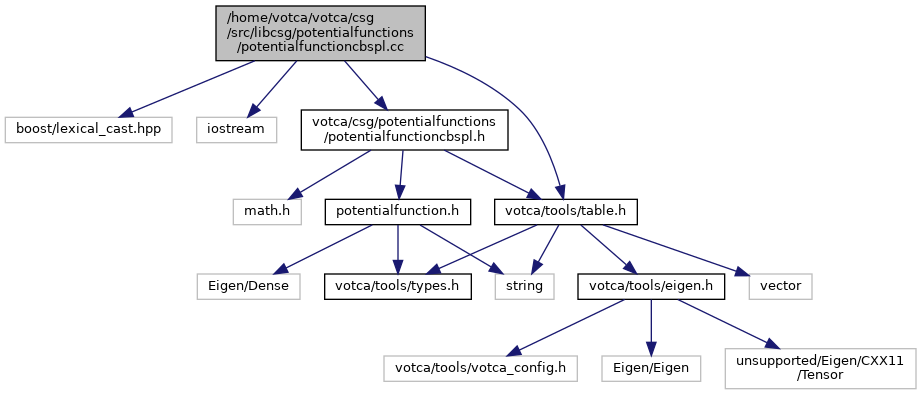 /home/votca/votca/csg
/src/libcsg/potentialfunctions
/potentialfunctioncbspl.cc
boost/lexical_cast.hpp
iostream
votca/csg/potentialfunctions
/potentialfunctioncbspl.h
math.h
potentialfunction.h
votca/tools/table.h
Eigen/Dense
votca/tools/types.h
string
votca/tools/eigen.h
vector
votca/tools/votca_config.h
Eigen/Eigen
unsupported/Eigen/CXX11
/Tensor